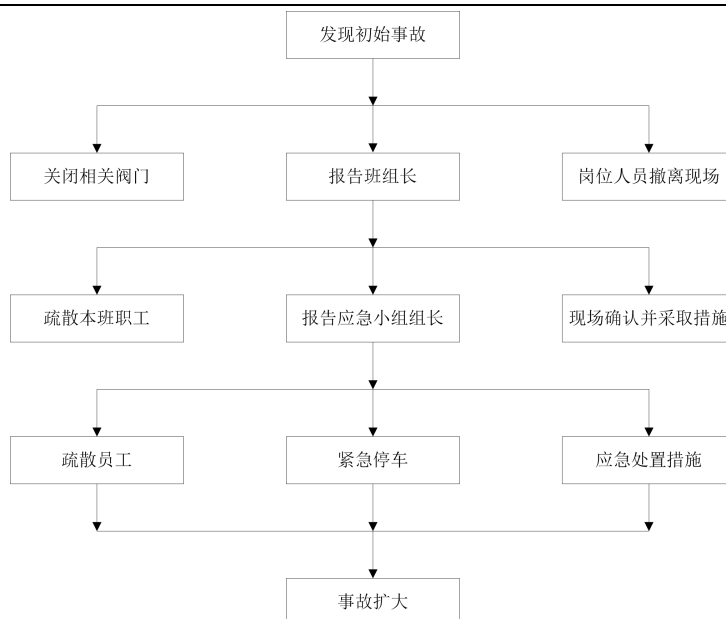 发现初始事故
关闭相关阀门
报告班组长
岗位人员撤离现场
疏散本班职工
报告应急小组组长
现场确认并采取措施
疏散员工
紧急停车
应急处置措施
事故扩大